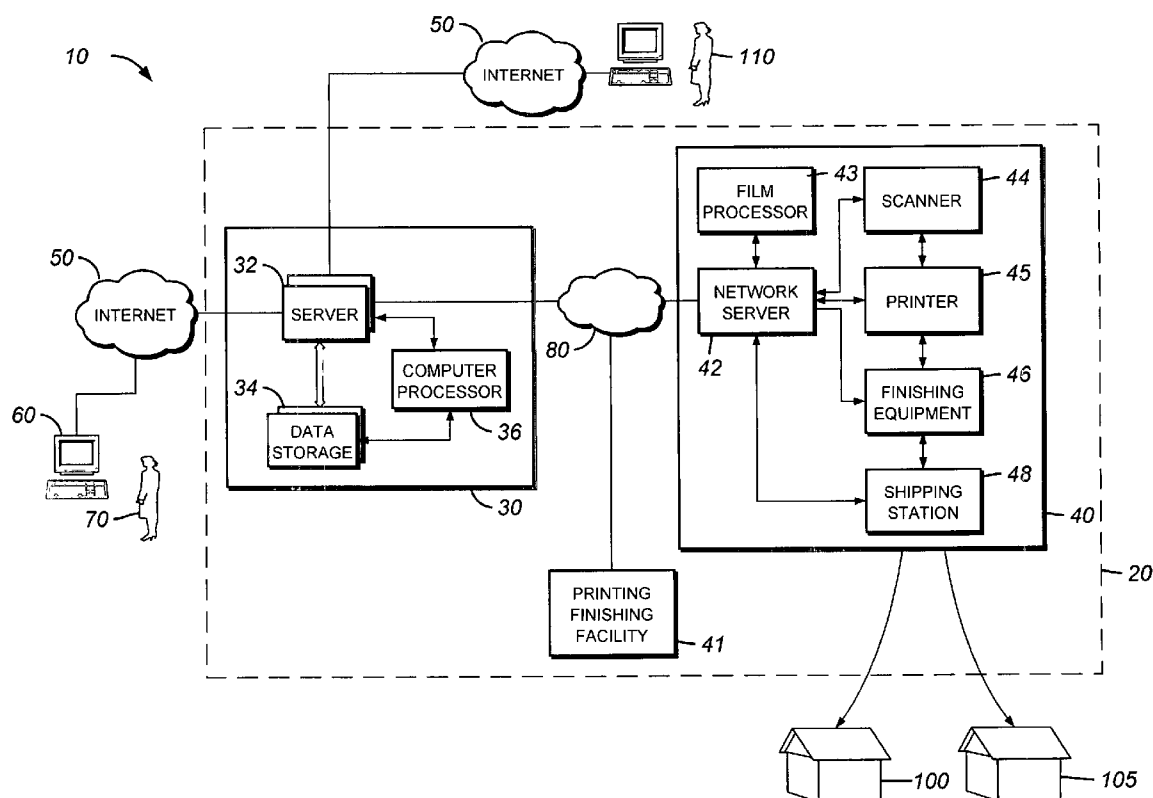 10
50
INTERNET
110
50
INTERNET
60
70
32
SERVER
34
DATA
STORAGE
COMPUTER
PROCESSOR
36
30
80
FILM
PROCESSOR
43
SCANNER
44
NETWORK
SERVER
42
PRINTER
45
FINISHING
EQUIPMENT
46
SHIPPING
STATION
48
40
20
PRINTING
FINISHING
FACILITY
41
100
105